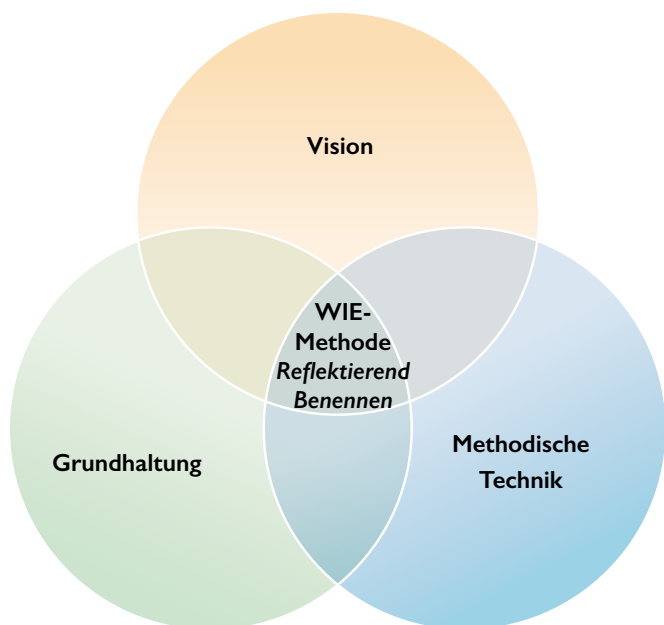 Vision
WIE-
Methode
Reflektierend
Benennen
Grundhaltung
Methodische
Technik